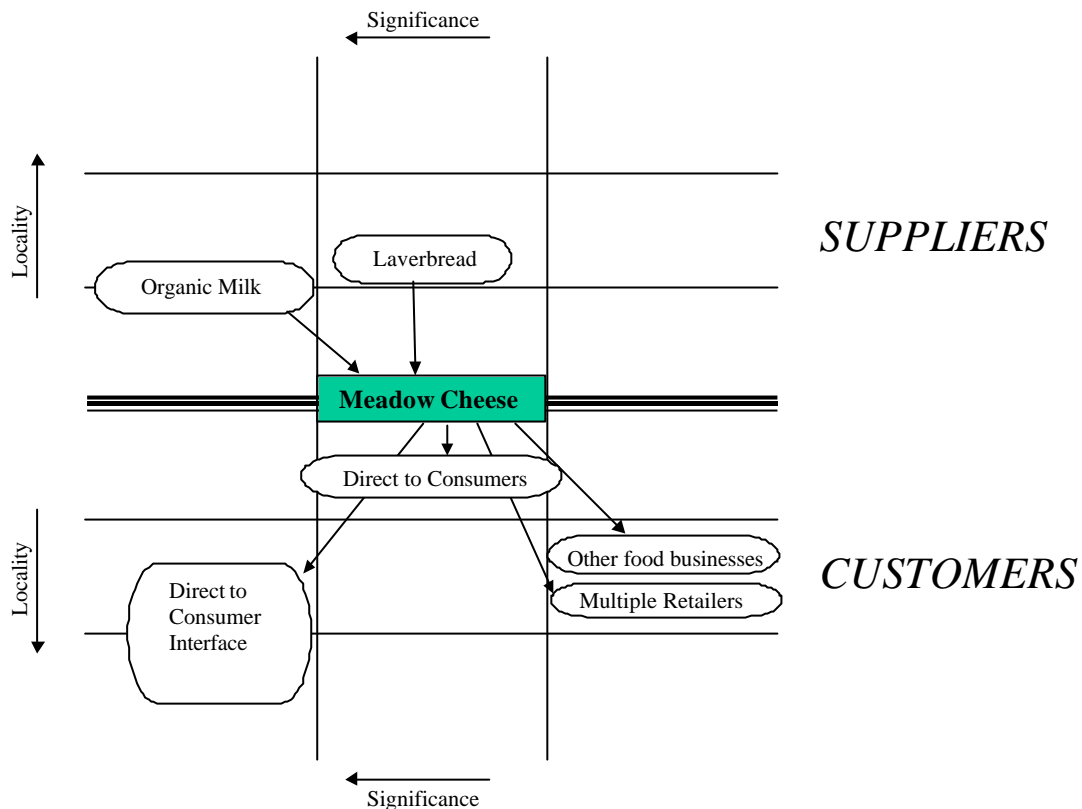 Significance
Locality
SUPPLIERS
Laverbread
Organic Milk
Meadow Cheese
Direct to Consumers
Locality
Other food businesses
CUSTOMERS
Direct to
Consumer
Interface
Multiple Retailers
Significance